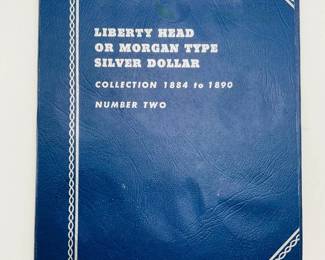 LIBERTY HEAD
OR MORGAN TYPE
SILVER DOLLAR
COLLECTION 1884 to 1890
NUMBER TWO